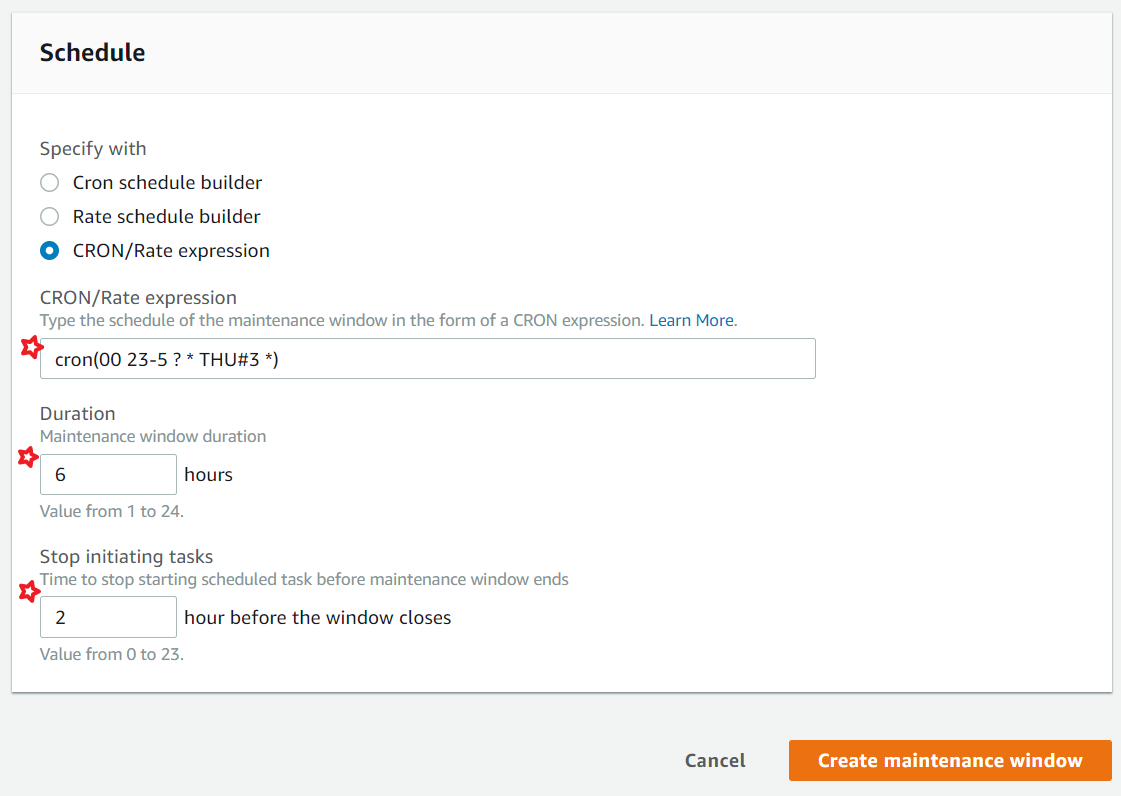 Schedule
Specify with
Cron schedule builder
Rate schedule builder
CRON/Rate expression
CRON/Rate expression
Type the schedule of the maintenance window in the form of a CRON expression. Learn More.
cron(00 23-5 ? * THU#3 *)
Duration
Maintenance window duration
6 hours
Value from 1 to 24.
Stop initiating tasks
Time to stop starting scheduled task before maintenance window ends
2 hour before the window closes
Value from 0 to 23.
Cancel Create maintenance window